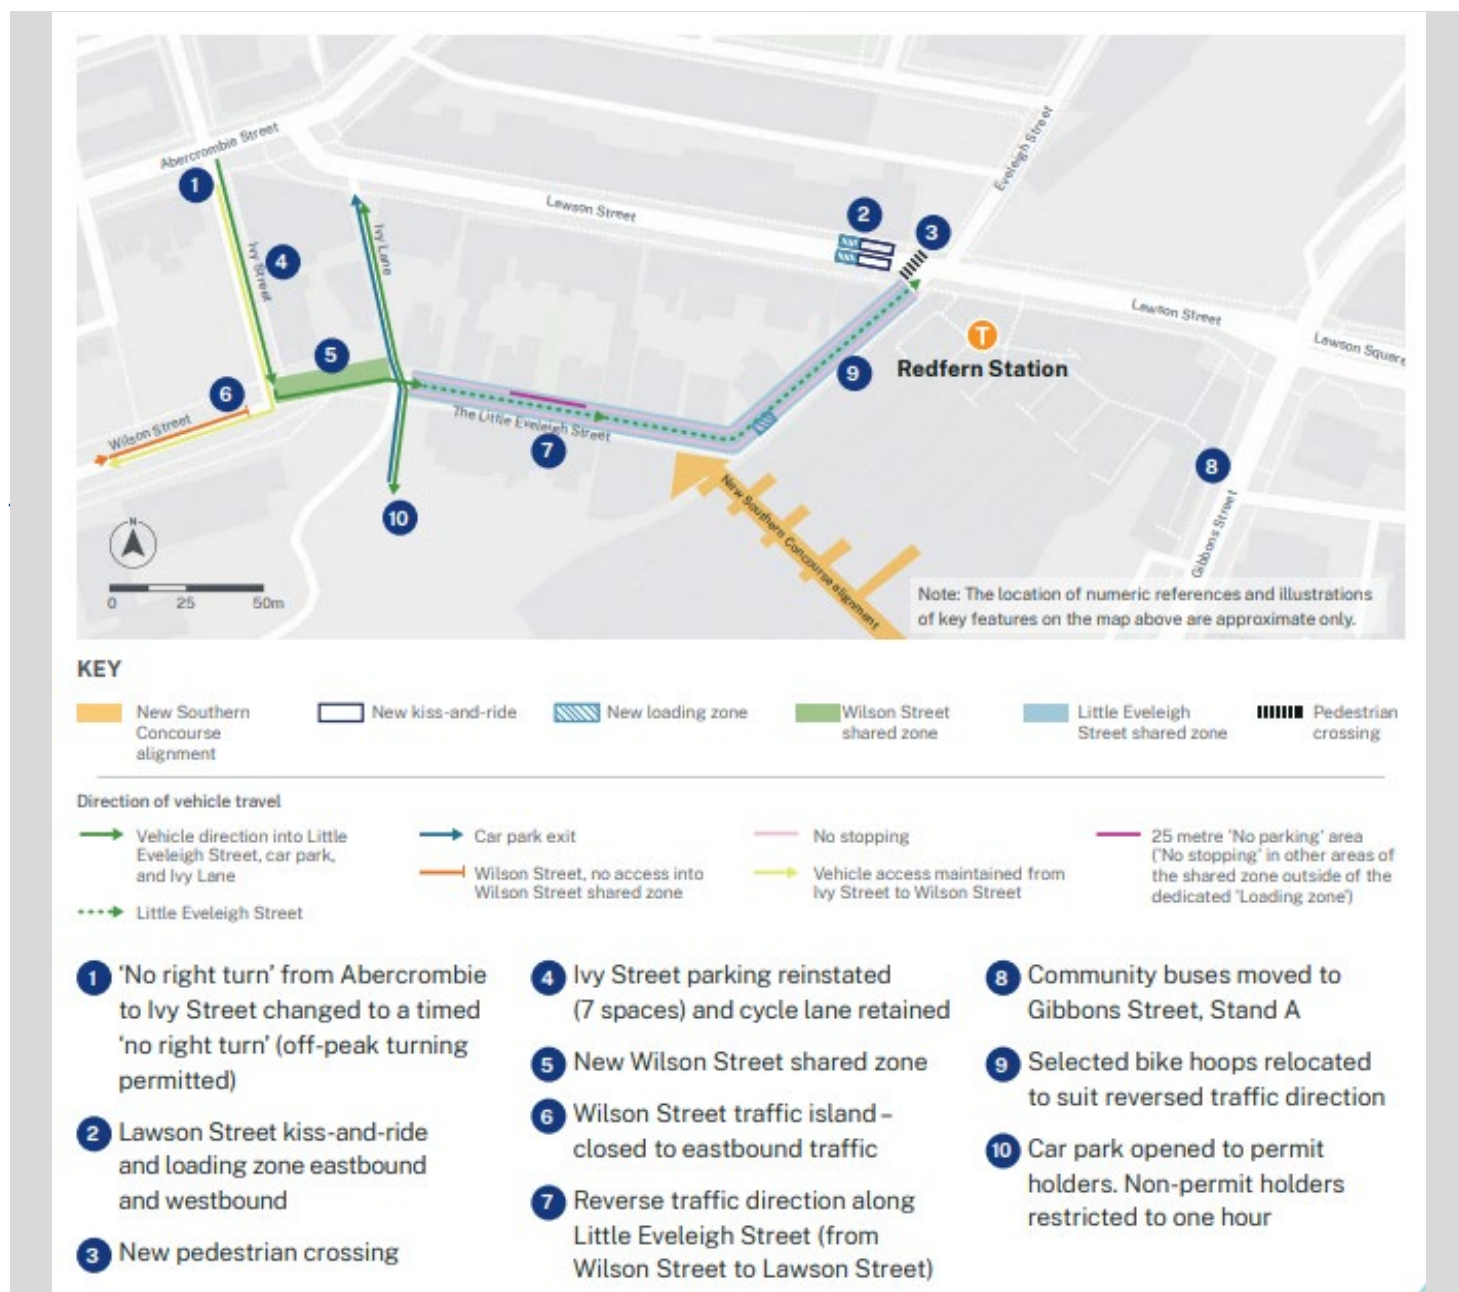 Abercrombie Street
1
Ivy Street
4
Ivy Lane
Lawson Street
2
3
Eveleigh Street
Lawson Street
Lawson Square
T
Redfern Station
5
6
Wilson Street
The Little Eveleigh Street
7
9
8
Gibbons Street
10
New Southern Concourse alignment
N
0 25 50m
Note: The location of numeric references and illustrations
of key features on the map above are approximate only.
KEY
New Southern
Concourse
alignment
New kiss-and-ride
New loading zone
Wilson Street
shared zone
Little Eveleigh
Street shared zone
Pedestrian
crossing
Direction of vehicle travel
Vehicle direction into Little
Eveleigh Street, car park,
and Ivy Lane
Little Eveleigh Street
Car park exit
Wilson Street, no access into
Wilson Street shared zone
No stopping
Vehicle access maintained from
Ivy Street to Wilson Street
25 metre 'No parking' area
('No stopping' in other areas of
the shared zone outside of the
dedicated 'Loading zone')
1 'No right turn' from Abercrombie
to Ivy Street changed to a timed
'no right turn' (off-peak turning
permitted)
2 Lawson Street kiss-and-ride
and loading zone eastbound
and westbound
3 New pedestrian crossing
4 Ivy Street parking reinstated
(7 spaces) and cycle lane retained
5 New Wilson Street shared zone
6 Wilson Street traffic island –
closed to eastbound traffic
7 Reverse traffic direction along
Little Eveleigh Street (from
Wilson Street to Lawson Street)
8 Community buses moved to
Gibbons Street, Stand A
9 Selected bike hoops relocated
to suit reversed traffic direction
10 Car park opened to permit
holders. Non-permit holders
restricted to one hour